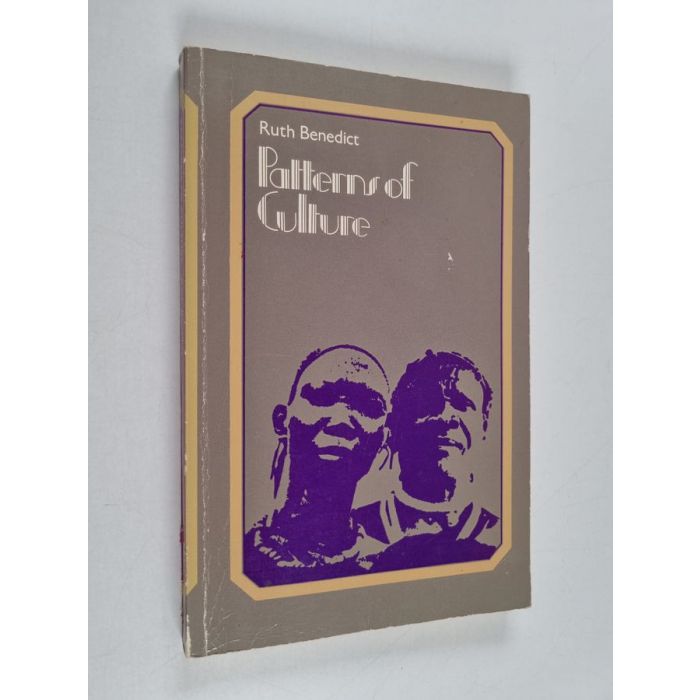 Ruth Benedict
Patterns of
Culture